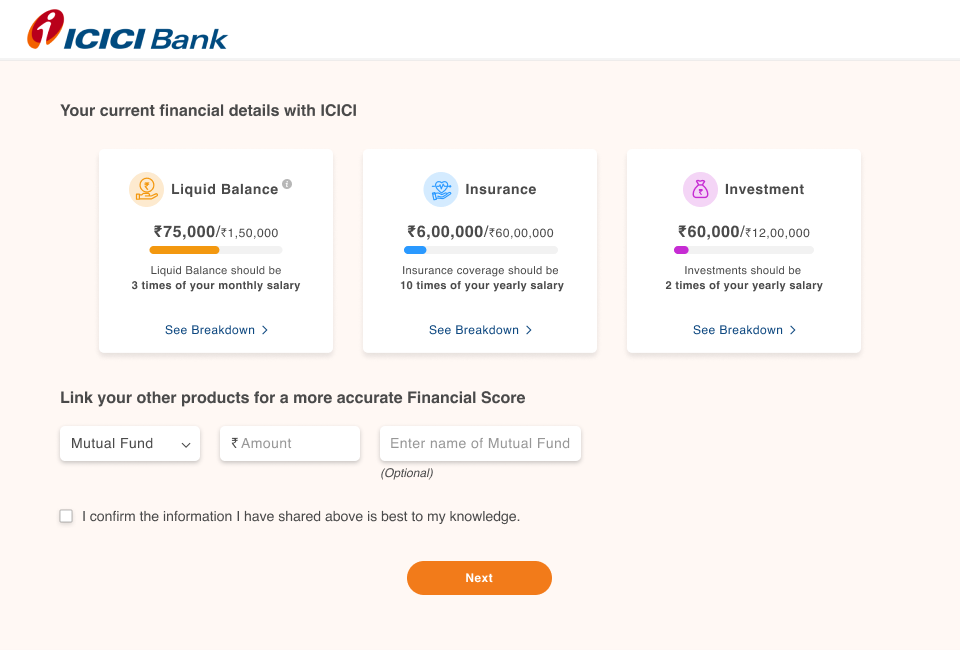 ICICI Bank
Your current financial details with ICICI
Liquid Balance i
₹75,000/₹1,50,000
Liquid Balance should be
3 times of your monthly salary
See Breakdown
Insurance
₹6,00,000/₹60,00,000
Insurance coverage should be
10 times of your yearly salary
See Breakdown
Investment
₹60,000/₹12,00,000
Investments should be
2 times of your yearly salary
See Breakdown
Link your other products for a more accurate Financial Score
Mutual Fund
₹ Amount
Enter name of Mutual Fund
(Optional)
I confirm the information I have shared above is best to my knowledge.
Next